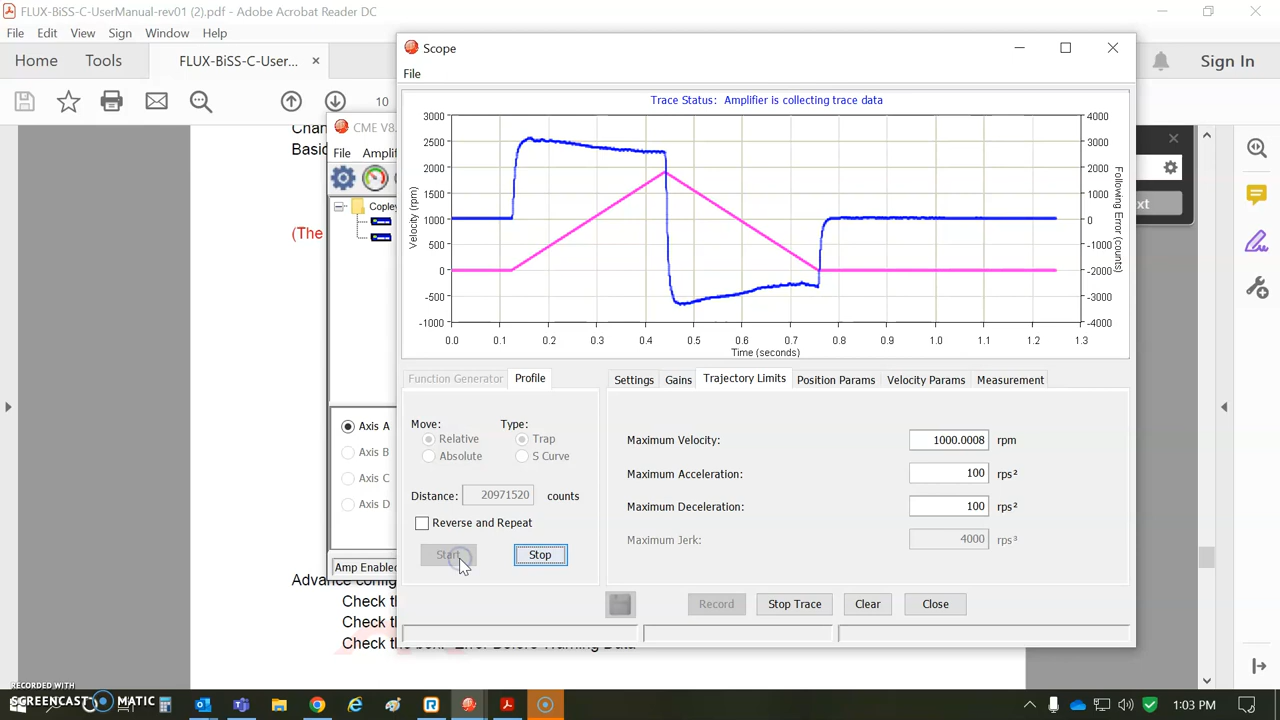 FLUX-BiSS-C-UserManual-rev01 (2).pdf - Adobe Acrobat Reader DC
File Edit View Sign Window Help
Home Tools FLUX-BiSS-C-User... × Sign In
10
Basic
(The
CME V8.
File Amplifi
Copley
Axis A
Axis B
Axis C
Axis D
Amp Enabled
Scope
File
Trace Status: Amplifier is collecting trace data
Velocity (rpm)
3000
2500
2000
1500
1000
500
0
-500
-1000
4000
3000
2000
1000
0
-1000
-2000
-3000
-4000
Following Error (counts)
0.0 0.1 0.2 0.3 0.4 0.5 0.6 0.7 0.8 0.9 1.0 1.1 1.2 1.3
Time (seconds)
Function Generator Profile
Move: Type:
Relative Trap
Absolute S Curve
Distance: 20971520 counts
Reverse and Repeat
Start Stop
Settings Gains Trajectory Limits Position Params Velocity Params Measurement
Maximum Velocity: 1000.0008 rpm
Maximum Acceleration: 100 rps²
Maximum Deceleration: 100 rps²
Maximum Jerk: 4000 rps³
Record Stop Trace Clear Close
Advance config
Check th
Check th
Check the box: "Error Before Warning Data"
RECORDED WITH
SCREENCAST MATIC
1:03 PM